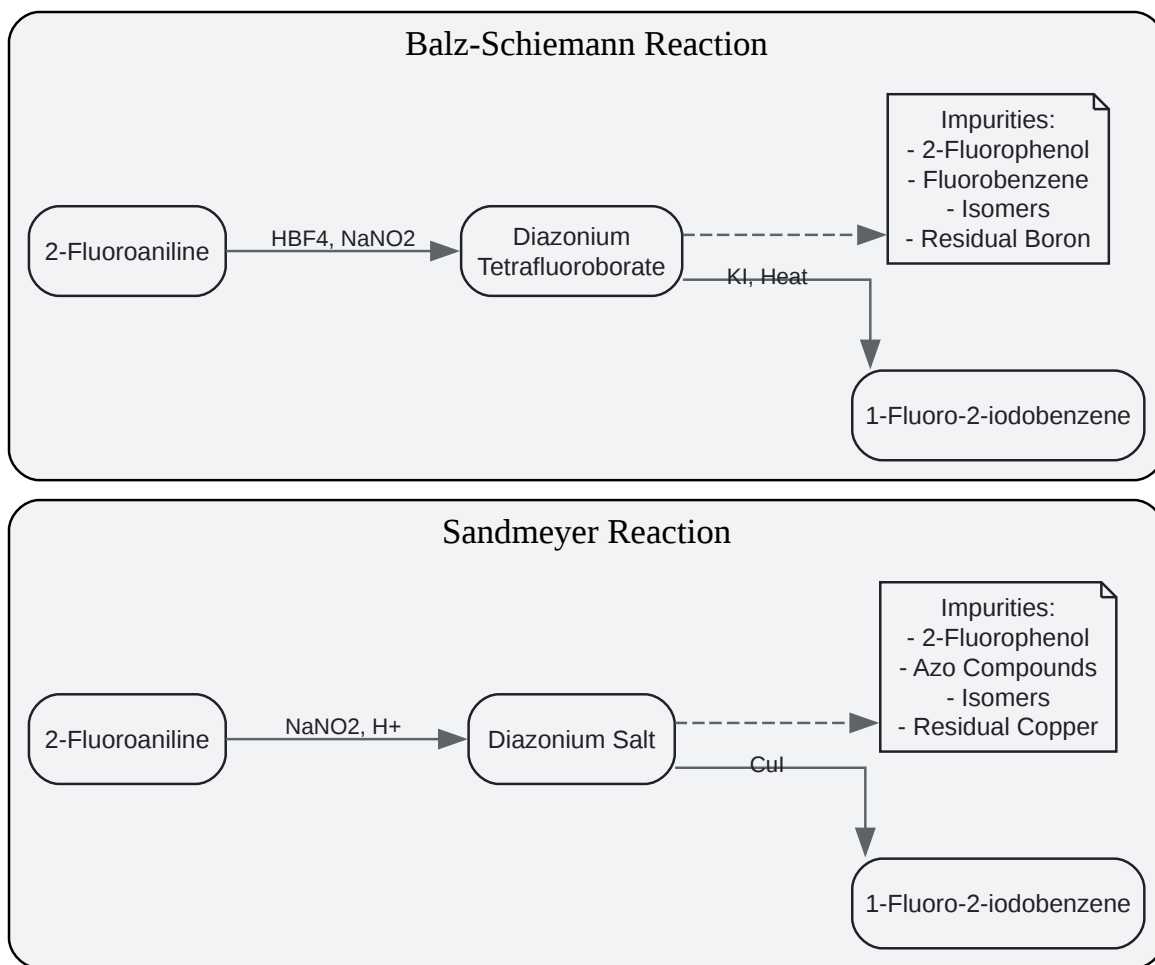 Balz-Schiemann Reaction
Impurities:
- 2-Fluorophenol
- Fluorobenzene
- Isomers
- Residual Boron
2-Fluoroaniline
HBF4, NaNO2
Diazonium
Tetrafluoroborate
KI, Heat
1-Fluoro-2-iodobenzene
Sandmeyer Reaction
Impurities:
- 2-Fluorophenol
- Azo Compounds
- Isomers
- Residual Copper
2-Fluoroaniline
NaNO2, H+
Diazonium Salt
CuI
1-Fluoro-2-iodobenzene